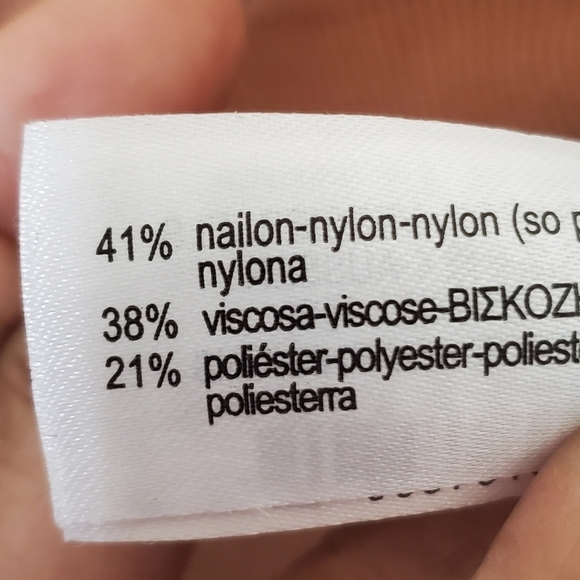 41% nailon-nylon-nylon (so
nylona
38% viscosa-viscose-ΒΙΣΚΟΖ
21% poliéster-polyester-poliest
poliesterra